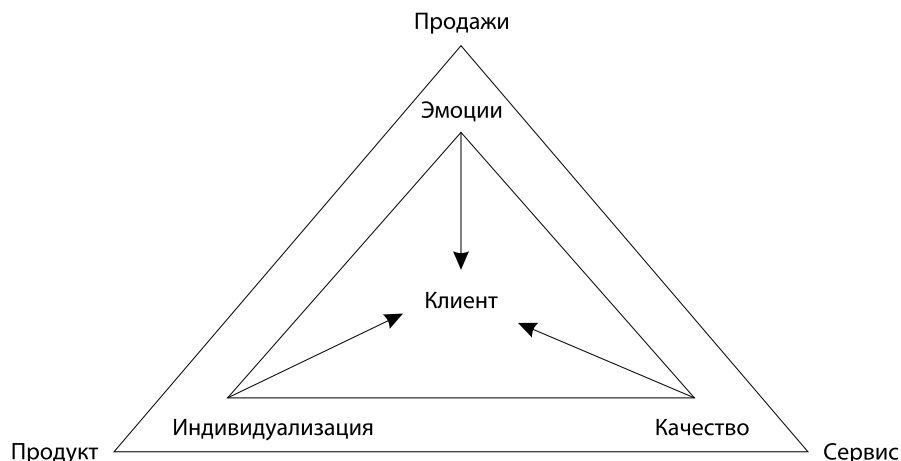 Продажи
Эмоции
Клиент
Индивидуализация
Качество
Продукт
Сервис